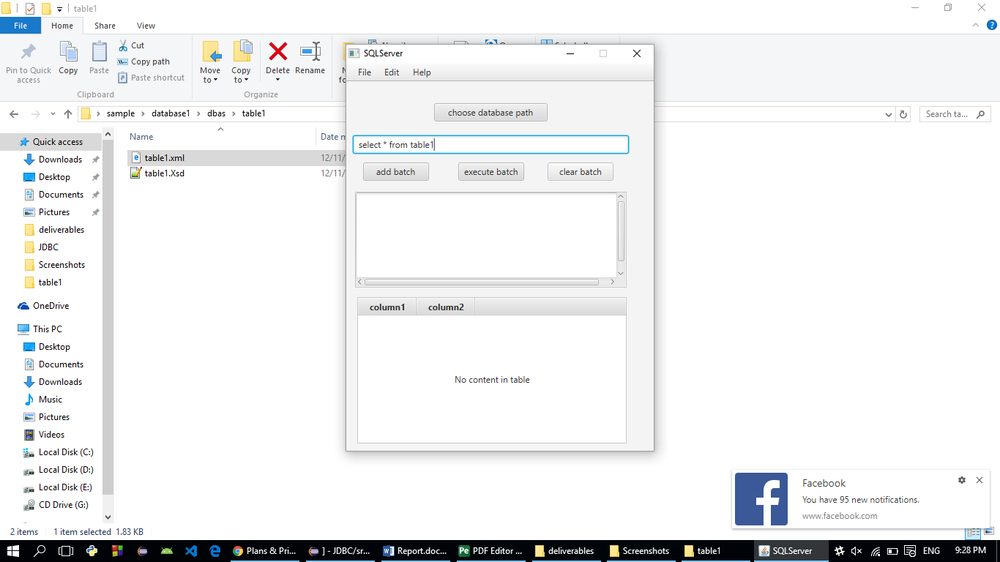 table1
File Home Share View
Pin to Quick access
Copy
Paste
Cut
Copy path
Paste shortcut
Clipboard
Move to
Copy to
Delete
Rename
Organize
sample database1 dbas table1
Search ta...
Name
Date m
Quick access
Downloads
Desktop
Documents
Pictures
deliverables
JDBC
Screenshots
table1
OneDrive
This PC
Desktop
Documents
Downloads
Music
Pictures
Videos
Local Disk (C:)
Local Disk (D:)
Local Disk (E:)
CD Drive (G:)
table1.xml 12/11/
table1.Xsd 12/11/
2 items 1 item selected 1.83 KB
SQLServer
File Edit Help
choose database path
select * from table1
add batch execute batch clear batch
column1 column2
No content in table
Facebook
You have 95 new notifications.
www.facebook.com
Plans & Pri... ] - JDBC/sr... Report.doc... PDF Editor ... deliverables Screenshots table1 SQLServer ENG 9:28 PM